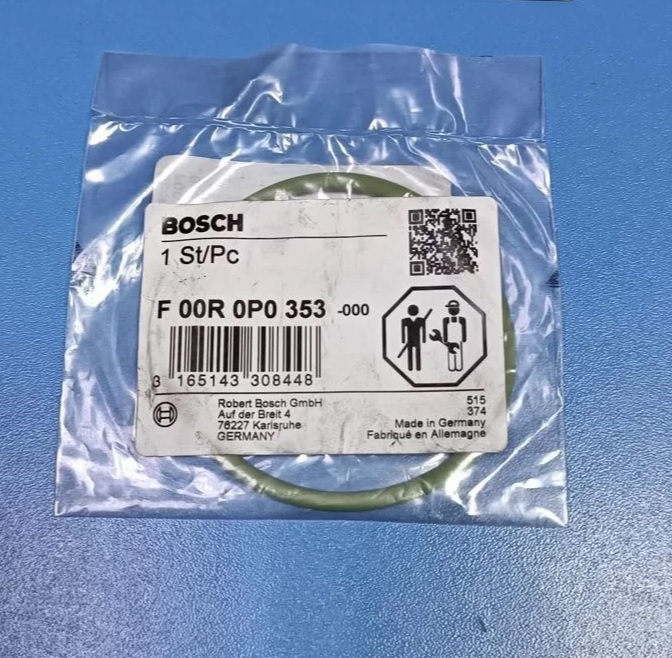 BOSCH
1 St/Pc
F 00R 0P0 353 -000
3 165143 308448
Robert Bosch GmbH
Auf der Breit 4
76227 Karlsruhe
GERMANY
515
374
Made in Germany
Fabriqué en Allemagne